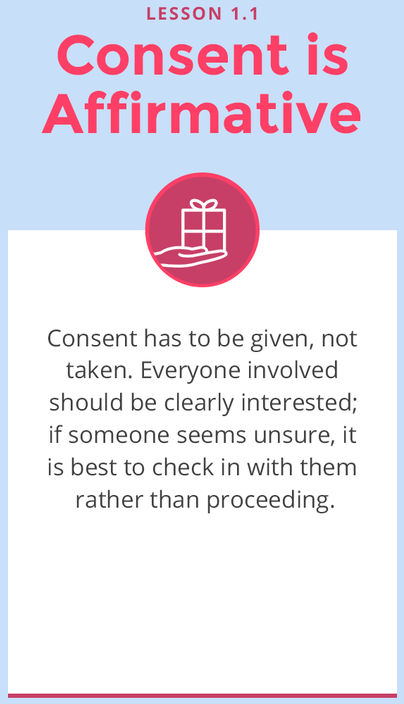 LESSON 1.1
Consent is
Affirmative
Consent has to be given, not
taken. Everyone involved
should be clearly interested;
if someone seems unsure, it
is best to check in with them
rather than proceeding.